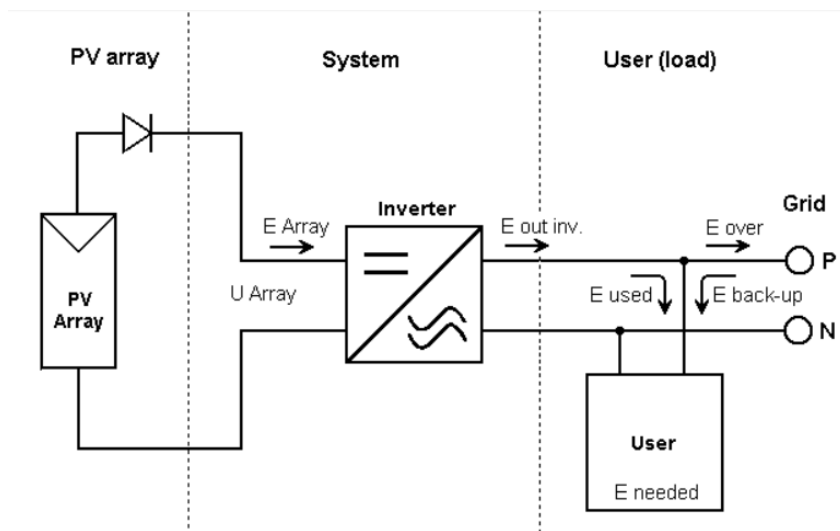 PV array
System
User (load)
Grid
Inverter
E Array
E out inv.
E over
P
U Array
PV
Array
E used
E back-up
N
User
E needed